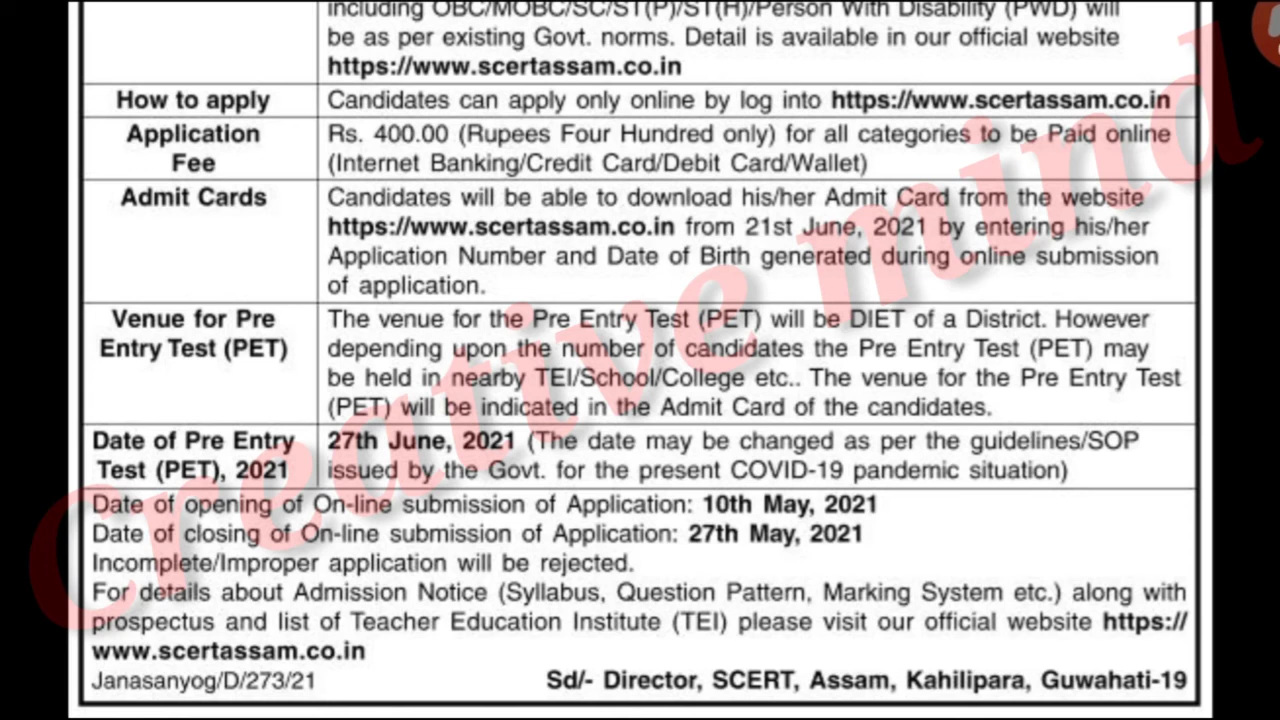 including OBC/MOBC/SC/ST(P)/ST(H)/Person With Disability (PWD) will
be as per existing Govt. norms. Detail is available in our official website
https://www.scertassam.co.in
How to apply
Candidates can apply only online by log into https://www.scertassam.co.in
Application
Fee
Rs. 400.00 (Rupees Four Hundred only) for all categories to be Paid online
(Internet Banking/Credit Card/Debit Card/Wallet)
Admit Cards
Candidates will be able to download his/her Admit Card from the website
https://www.scertassam.co.in from 21st June, 2021 by entering his/her
Application Number and Date of Birth generated during online submission
of application.
Venue for Pre
Entry Test (PET)
The venue for the Pre Entry Test (PET) will be DIET of a District. However
depending upon the number of candidates the Pre Entry Test (PET) may
be held in nearby TEI/School/College etc.. The venue for the Pre Entry Test
(PET) will be indicated in the Admit Card of the candidates.
Date of Pre Entry
Test (PET), 2021
27th June, 2021 (The date may be changed as per the guidelines/SOP
issued by the Govt. for the present COVID-19 pandemic situation)
Date of opening of On-line submission of Application: 10th May, 2021
Date of closing of On-line submission of Application: 27th May, 2021
Incomplete/Improper application will be rejected.
For details about Admission Notice (Syllabus, Question Pattern, Marking System etc.) along with
prospectus and list of Teacher Education Institute (TEI) please visit our official website https://
www.scertassam.co.in
Janasanyog/D/273/21
Sd/- Director, SCERT, Assam, Kahilipara, Guwahati-19
Creative mind